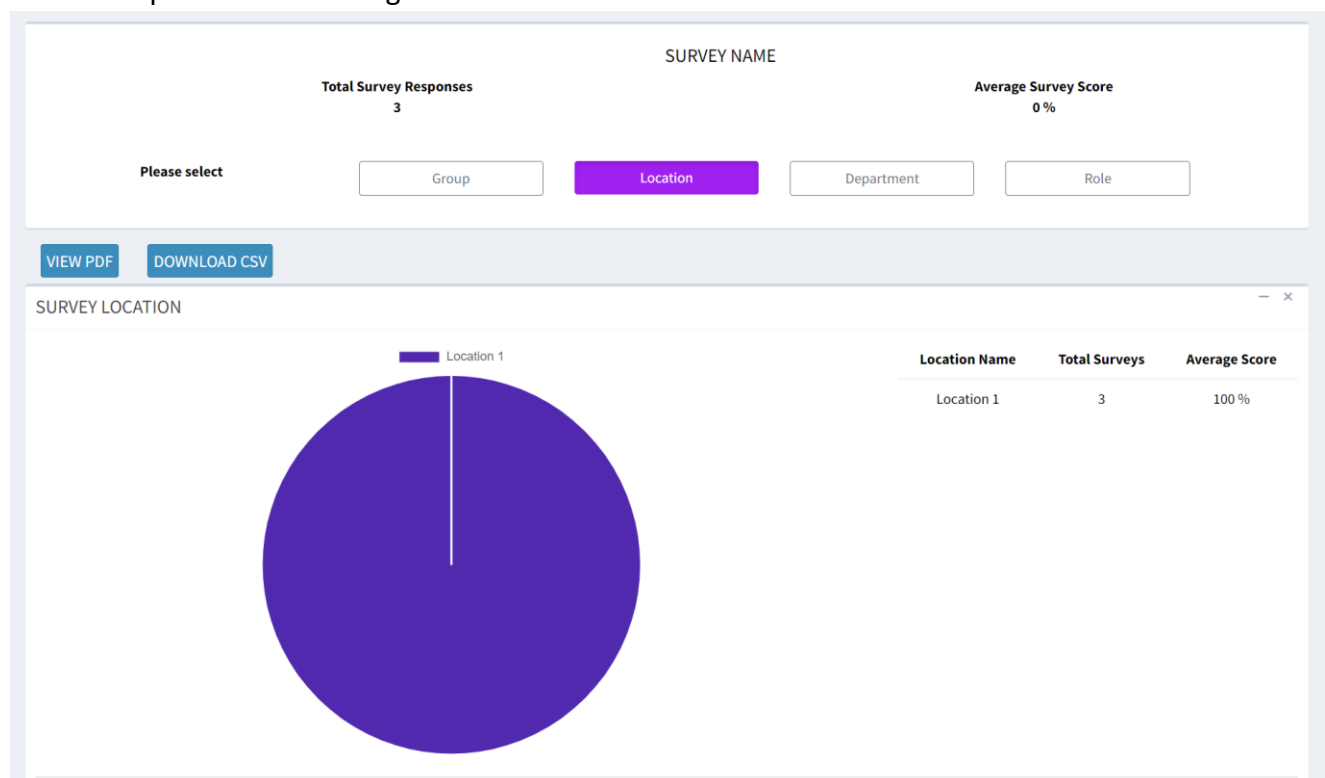 SURVEY NAME
Total Survey Responses
3
Average Survey Score
0 %
Please select
Group
Location
Department
Role
VIEW PDF
DOWNLOAD CSV
SURVEY LOCATION
Location 1
Location Name Total Surveys Average Score
Location 1 3 100 %